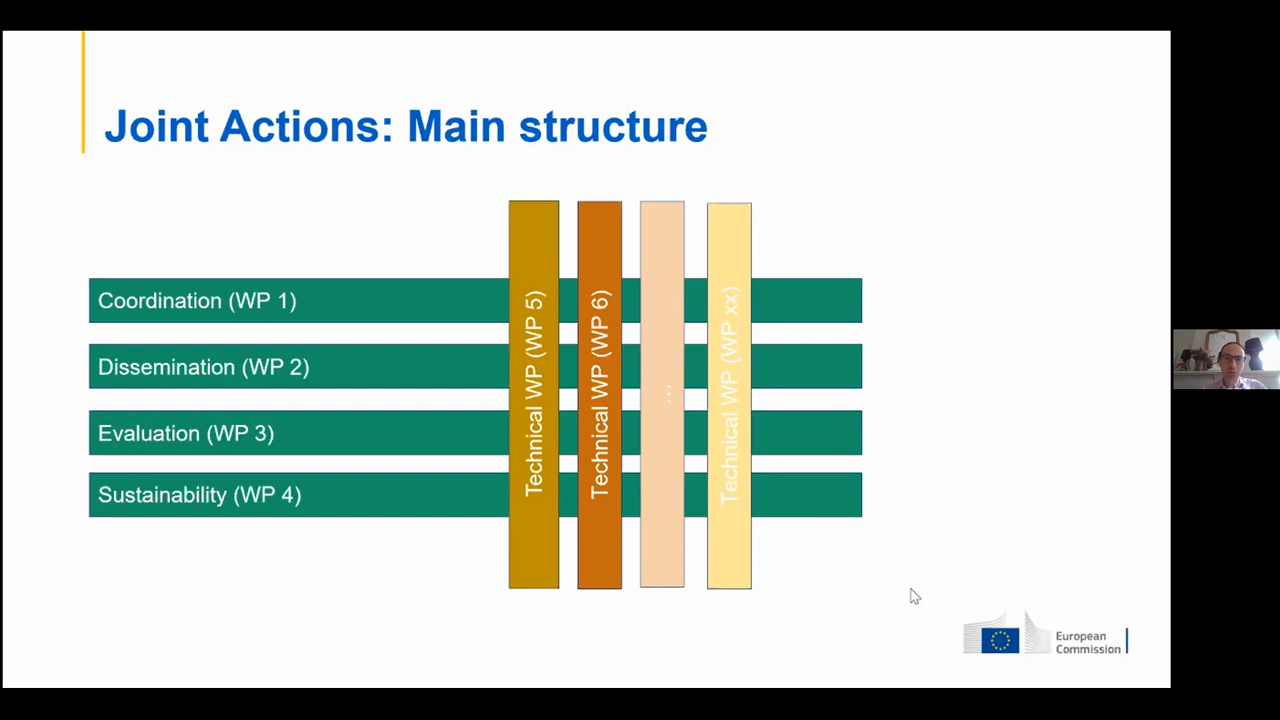 Joint Actions: Main structure
Coordination (WP 1)
Dissemination (WP 2)
Evaluation (WP 3)
Sustainability (WP 4)
Technical WP (WP 5)
Technical WP (WP 6)
...
Technical WP (WP xx)
European
Commission